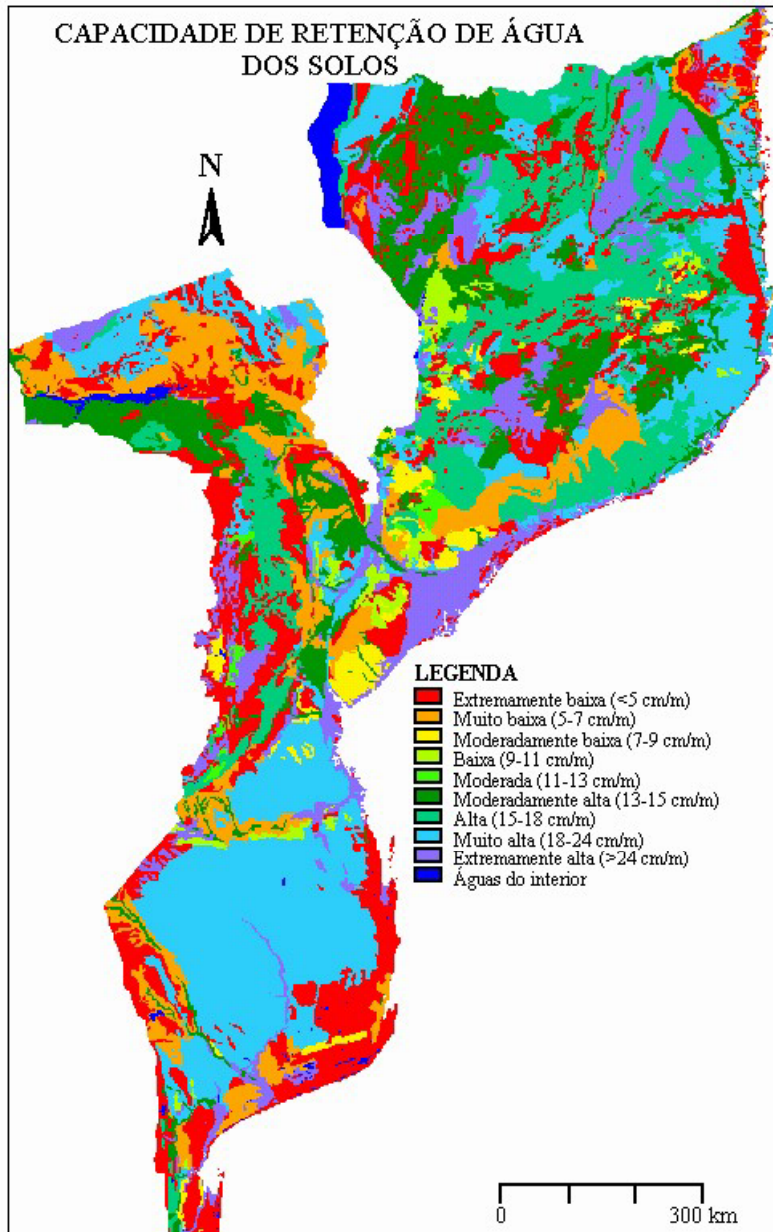 CAPACIDADE DE RETENÇÃO DE ÁGUA
DOS SOLOS
N
LEGENDA
Extremamente baixa (<5 cm/m)
Muito baixa (5-7 cm/m)
Moderadamente baixa (7-9 cm/m)
Baixa (9-11 cm/m)
Moderada (11-13 cm/m)
Moderadamente alta (13-15 cm/m)
Alta (15-18 cm/m)
Muito alta (18-24 cm/m)
Extremamente alta (>24 cm/m)
Águas do interior
0 300 km